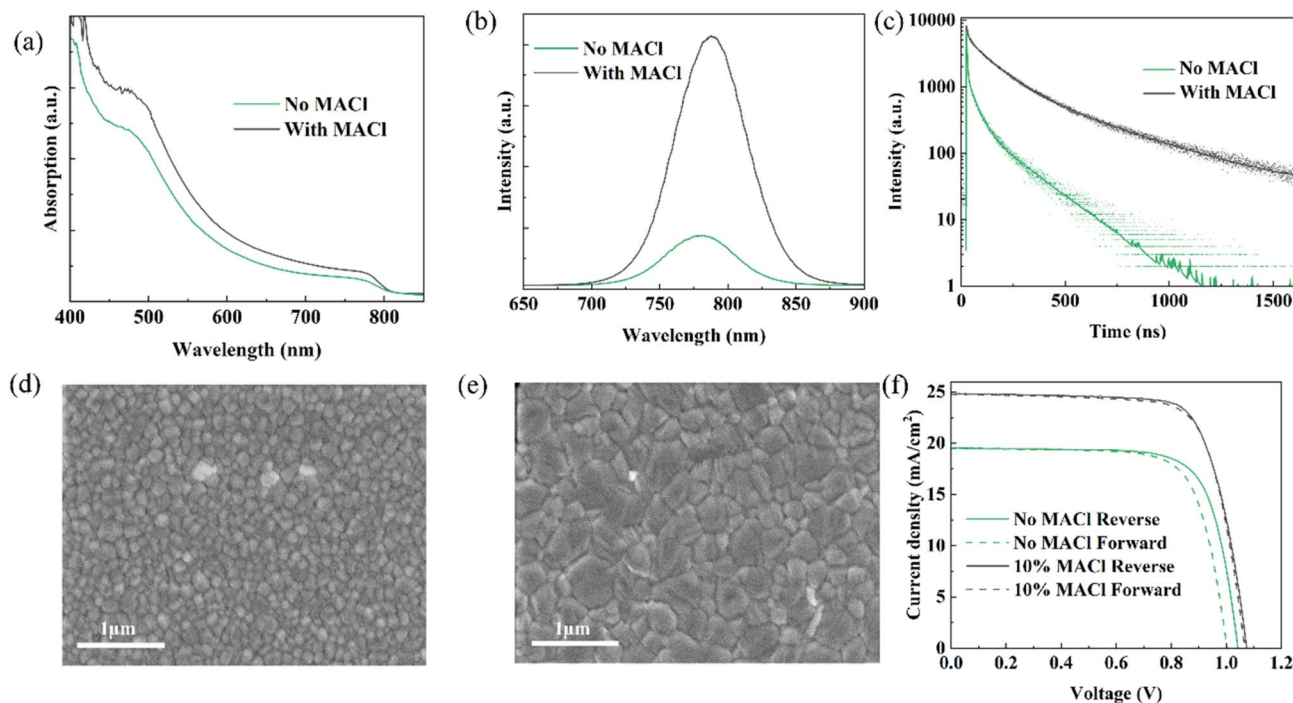 (a)
Absorption (a.u.)
No MACl
With MACl
400 500 600 700 800
Wavelength (nm)
(b)
Intensity (a.u.)
No MACl
With MACl
650 700 750 800 850 900
Wavelength (nm)
(c)
Intensity (a.u.)
10000
1000
100
10
1
No MACl
With MACl
0 500 1000 1500
Time (ns)
(d)
1μm
(e)
1μm
(f)
Current density (mA/cm²)
25
20
15
10
5
0
No MACl Reverse
No MACl Forward
10% MACl Reverse
10% MACl Forward
0.0 0.2 0.4 0.6 0.8 1.0 1.2
Voltage (V)